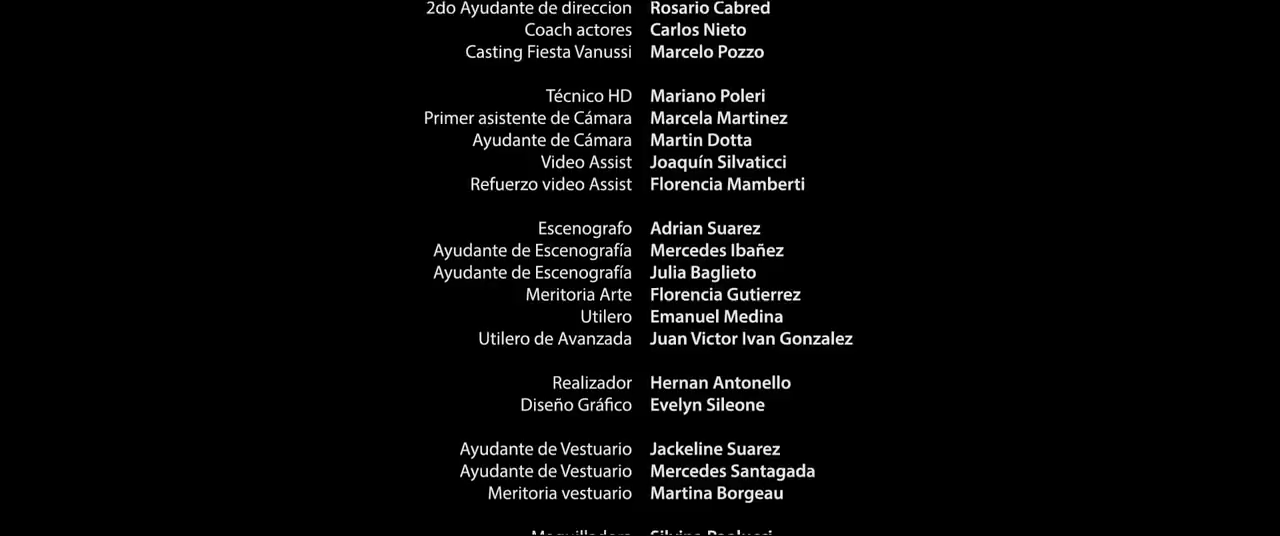 2do Ayudante de direccion Rosario Cabred
Coach actores Carlos Nieto
Casting Fiesta Vanussi Marcelo Pozzo
Técnico HD Mariano Poleri
Primer asistente de Cámara Marcela Martinez
Ayudante de Cámara Martin Dotta
Video Assist Joaquín Silvaticci
Refuerzo video Assist Florencia Mamberti
Escenografo Adrian Suarez
Ayudante de Escenografía Mercedes Ibañez
Ayudante de Escenografía Julia Baglieto
Meritoria Arte Florencia Gutierrez
Utilero Emanuel Medina
Utilero de Avanzada Juan Victor Ivan Gonzalez
Realizador Hernan Antonello
Diseño Gráfico Evelyn Sileone
Ayudante de Vestuario Jackeline Suarez
Ayudante de Vestuario Mercedes Santagada
Meritoria vestuario Martina Borgeau